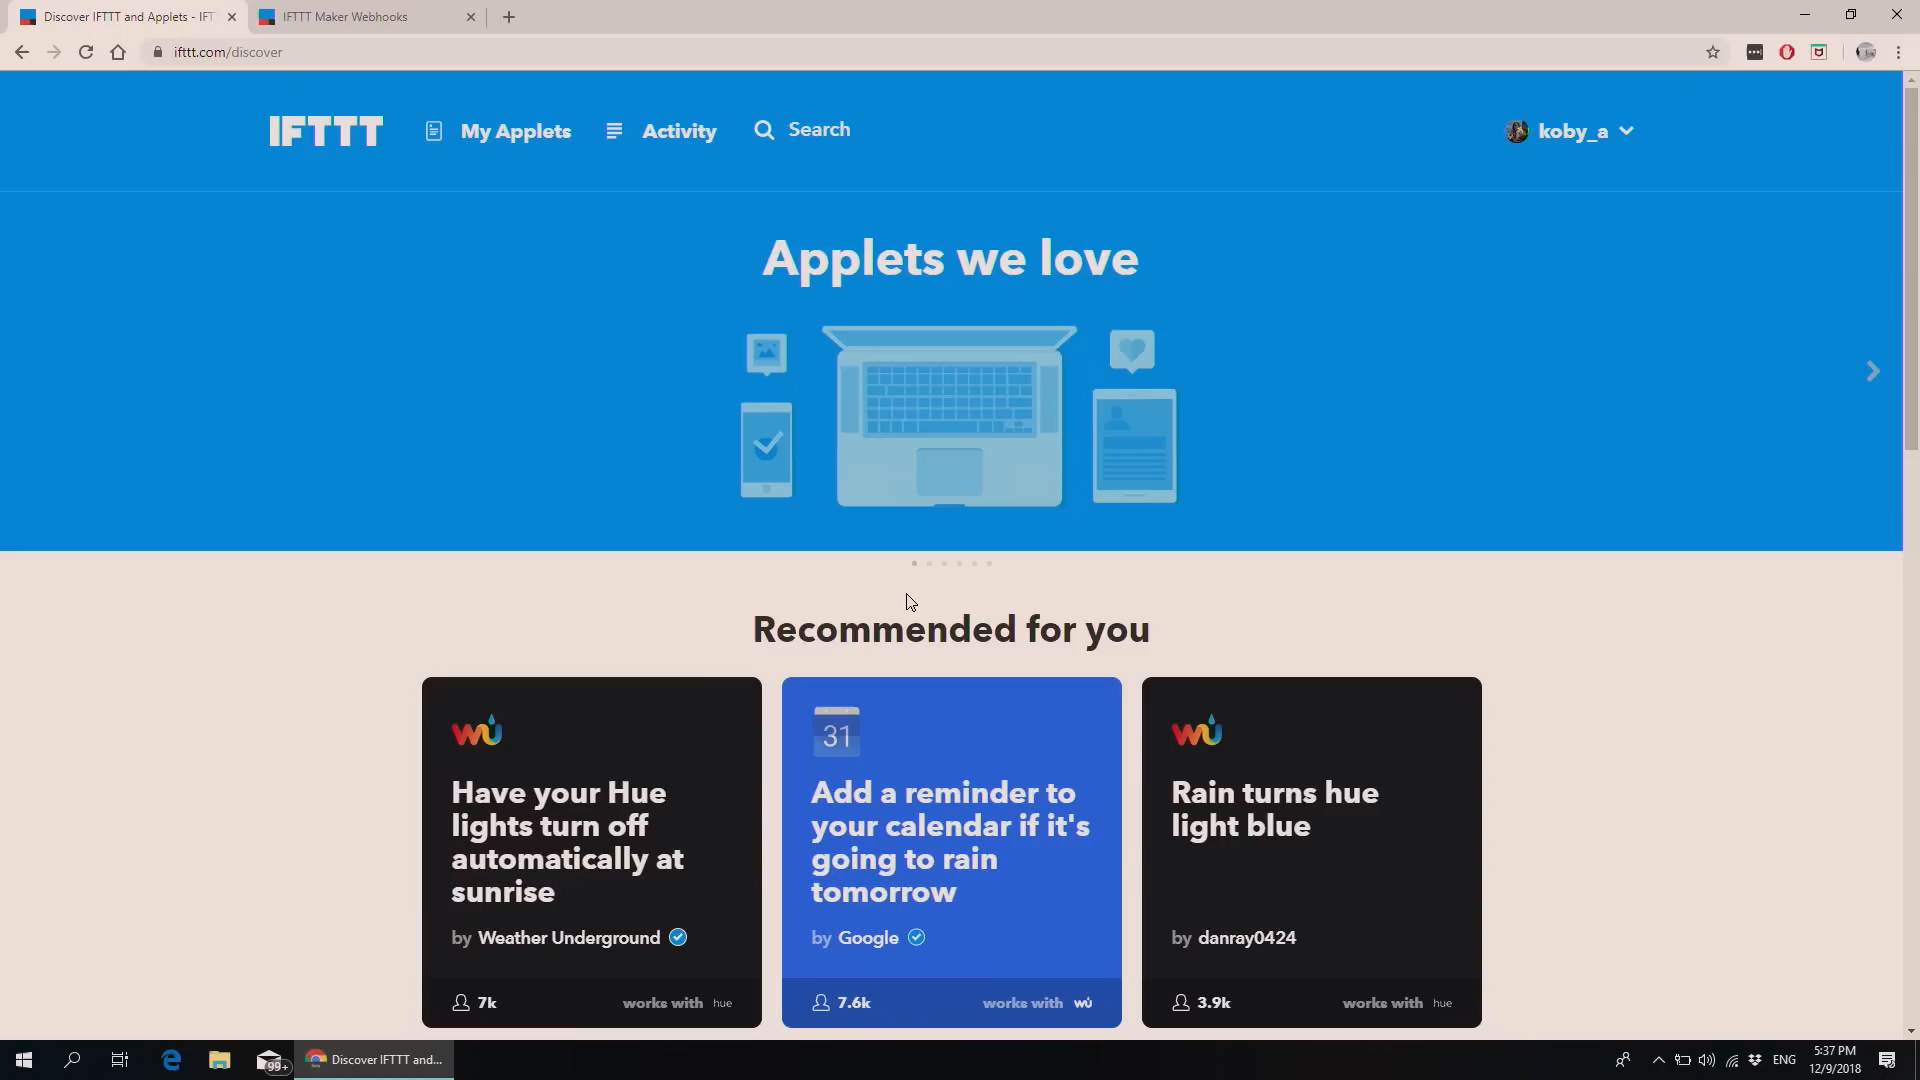 Discover IFTTT and Applets - IFT
IFTTT Maker Webhooks
ifttt.com/discover
IFTTT
My Applets
Activity
Search
koby_a
Applets we love
Recommended for you
wu
Have your Hue
lights turn off
automatically at
sunrise
by Weather Underground
7k
works with hue
31
Add a reminder to
your calendar if it's
going to rain
tomorrow
by Google
7.6k
works with wu
wu
Rain turns hue
light blue
by danray0424
3.9k
works with hue
99+
Discover IFTTT and...
ENG
5:37 PM
12/9/2018